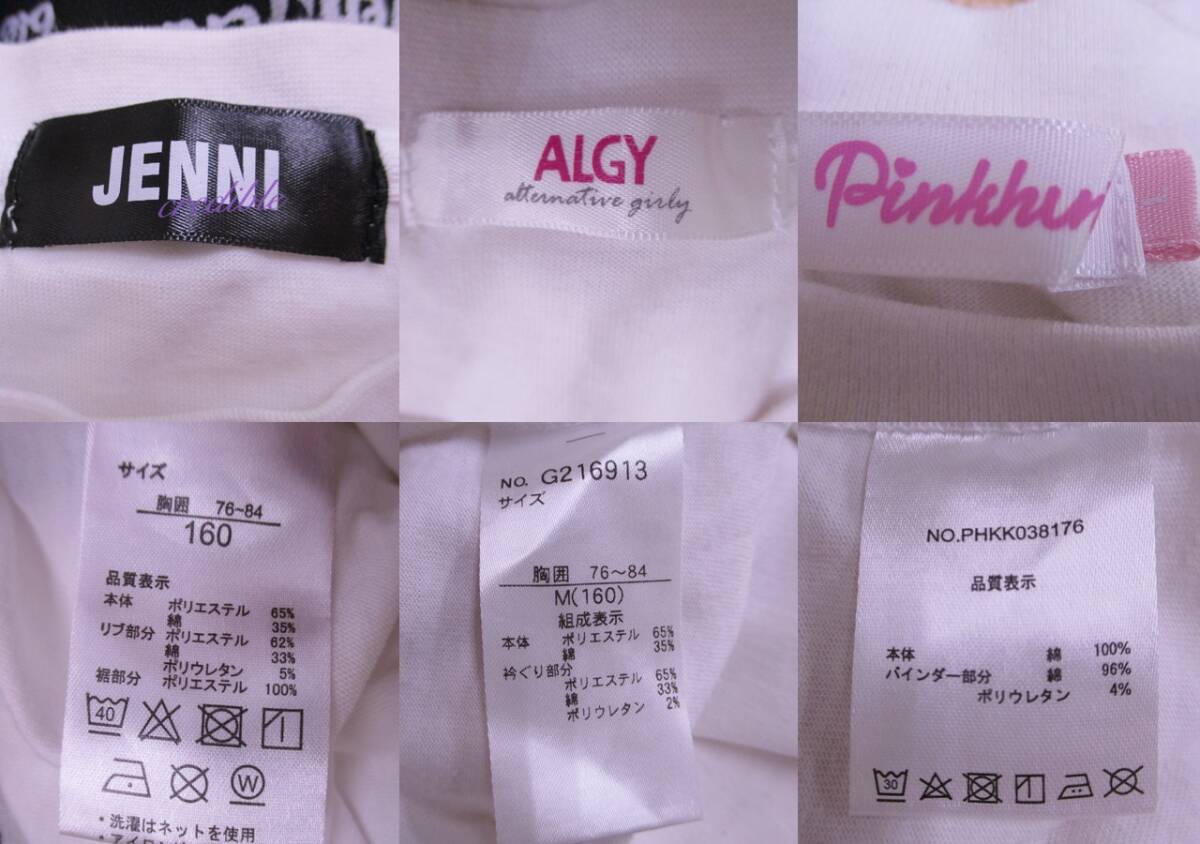 JENNI
ALGY
alternative girly
Pinkhun
サイズ
胸囲 76~84
160
品質表示
本体 ポリエステル 65%
綿 35%
リブ部分 ポリエステル 62%
綿 33%
ポリウレタン 5%
裾部分 ポリエステル 100%
40
W
*洗濯はネットを使用
NO. G216913
サイズ
胸囲 76~84
M(160)
組成表示
本体 ポリエステル 65%
綿 35%
衿ぐり部分
ポリエステル 65%
綿 33%
ポリウレタン 2%
NO.PHKK038176
品質表示
本体 綿 100%
バインダー部分 綿 96%
ポリウレタン 4%
30